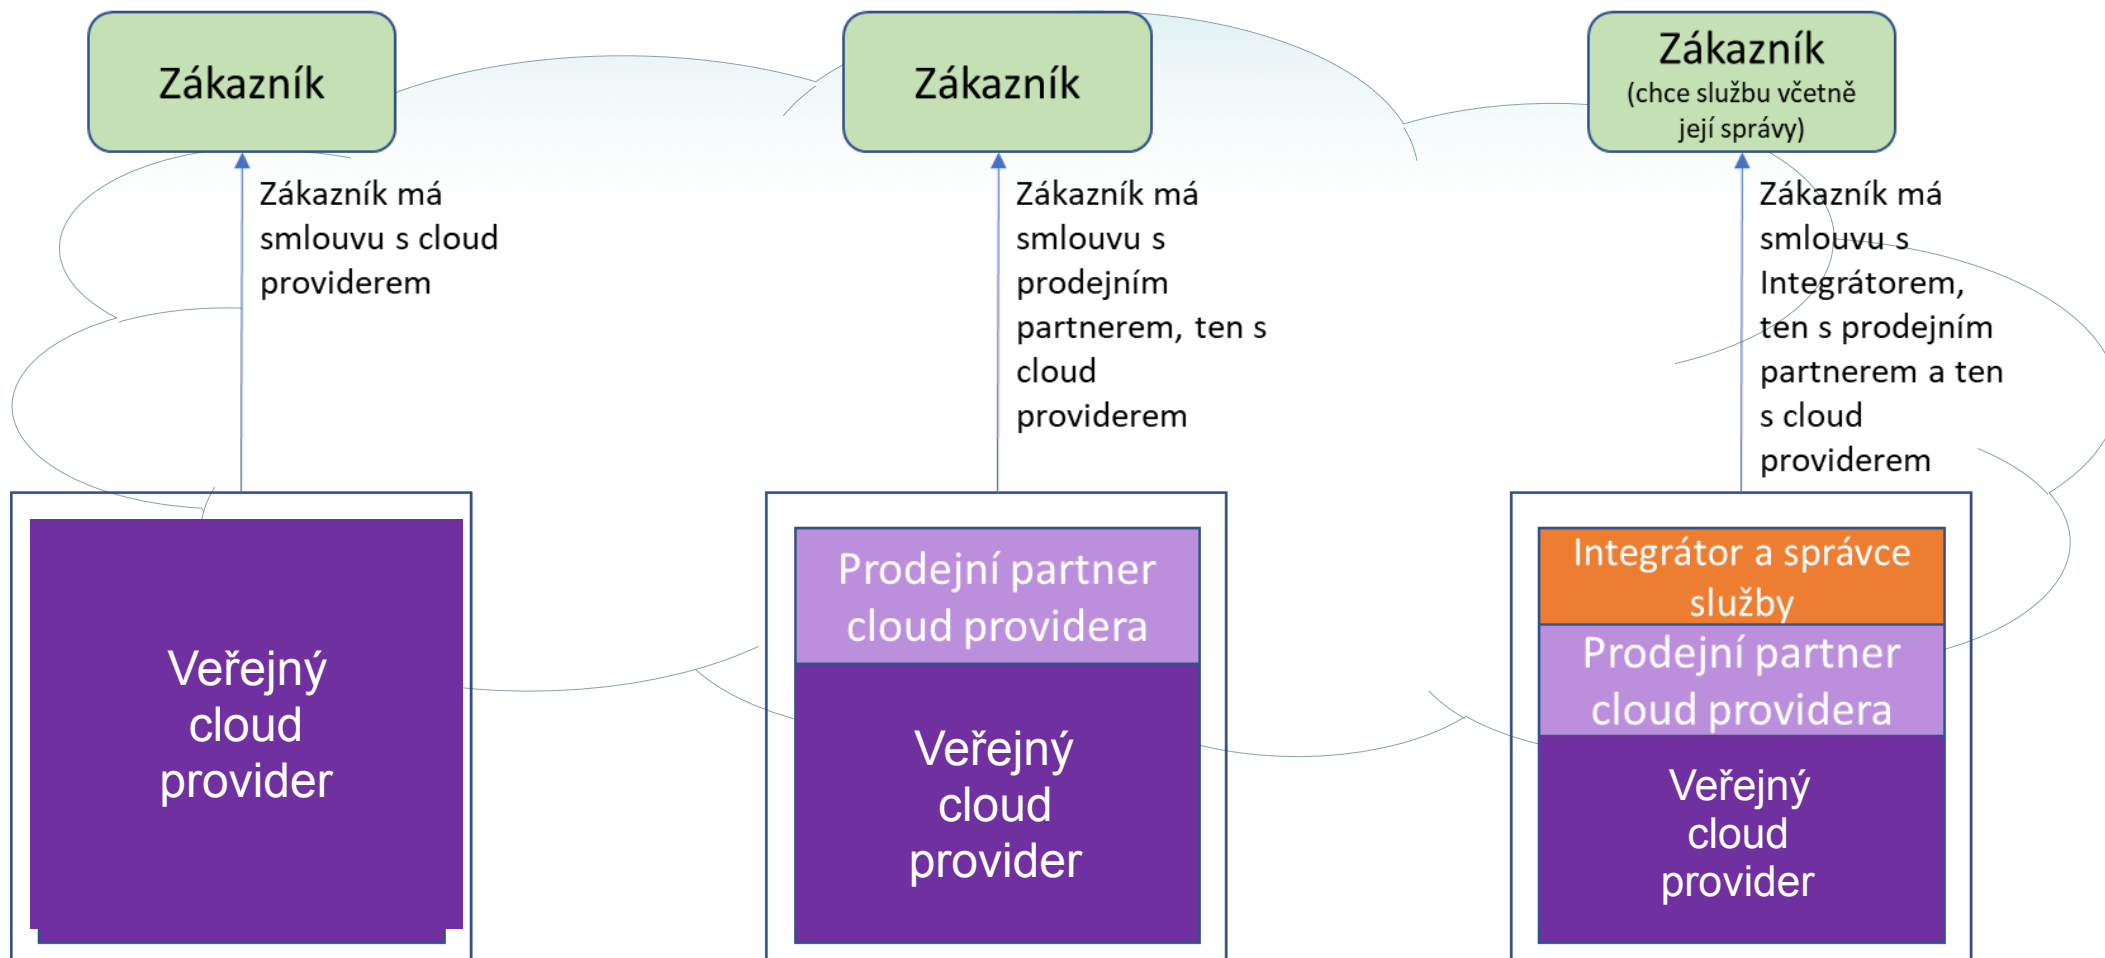 Zákazník
Zákazník má
smlouvu s cloud
providerem
Veřejný
cloud
provider
Zákazník
Zákazník má
smlouvu s
prodejním
partnerem, ten s
cloud
providerem
Prodejní partner
cloud providera
Veřejný
cloud
provider
Zákazník
(chce službu včetně
její správy)
Zákazník má
smlouvu s
Integrátorem,
ten s prodejním
partnerem a ten
s cloud
providerem
Integrátor a správce
služby
Prodejní partner
cloud providera
Veřejný
cloud
provider